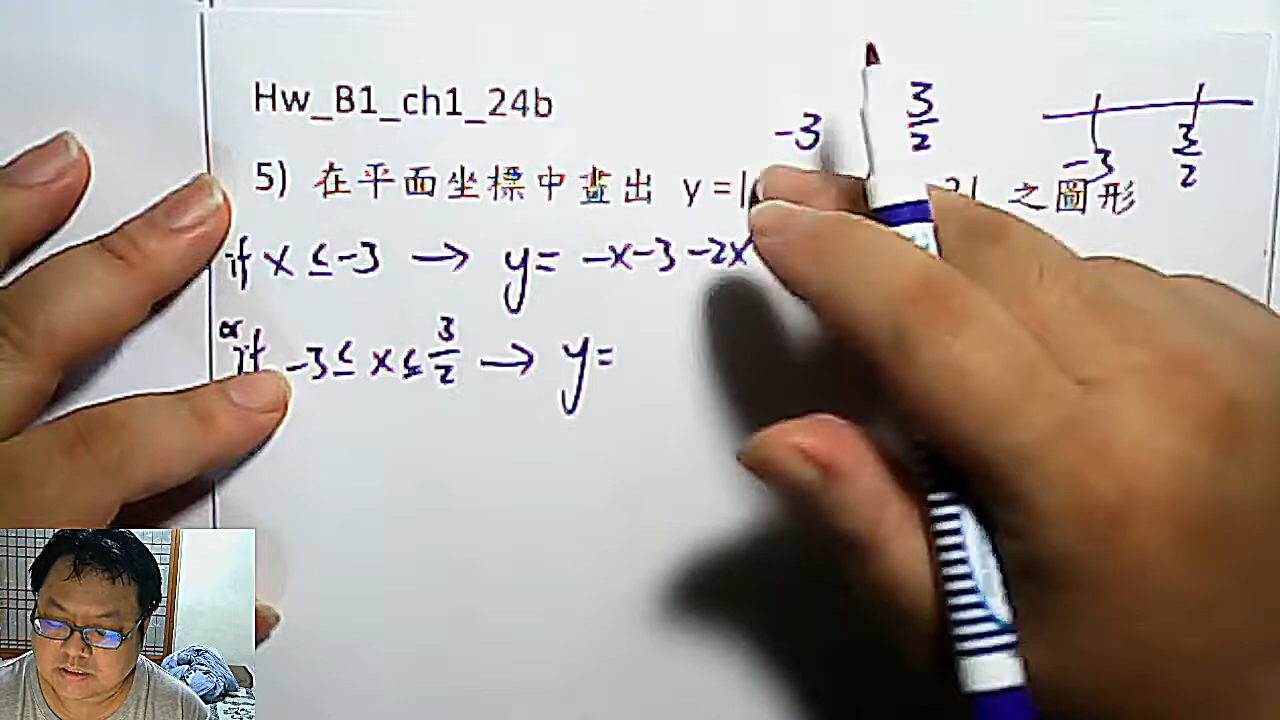 Hw_B1_ch1_24b
-3 3/2 -3 3/2
5) 在平面坐標中畫出 y=| 之圖形
if x ≤ -3 → y= -x-3-2x
or if -3 ≤ x ≤ 3/2 → y=